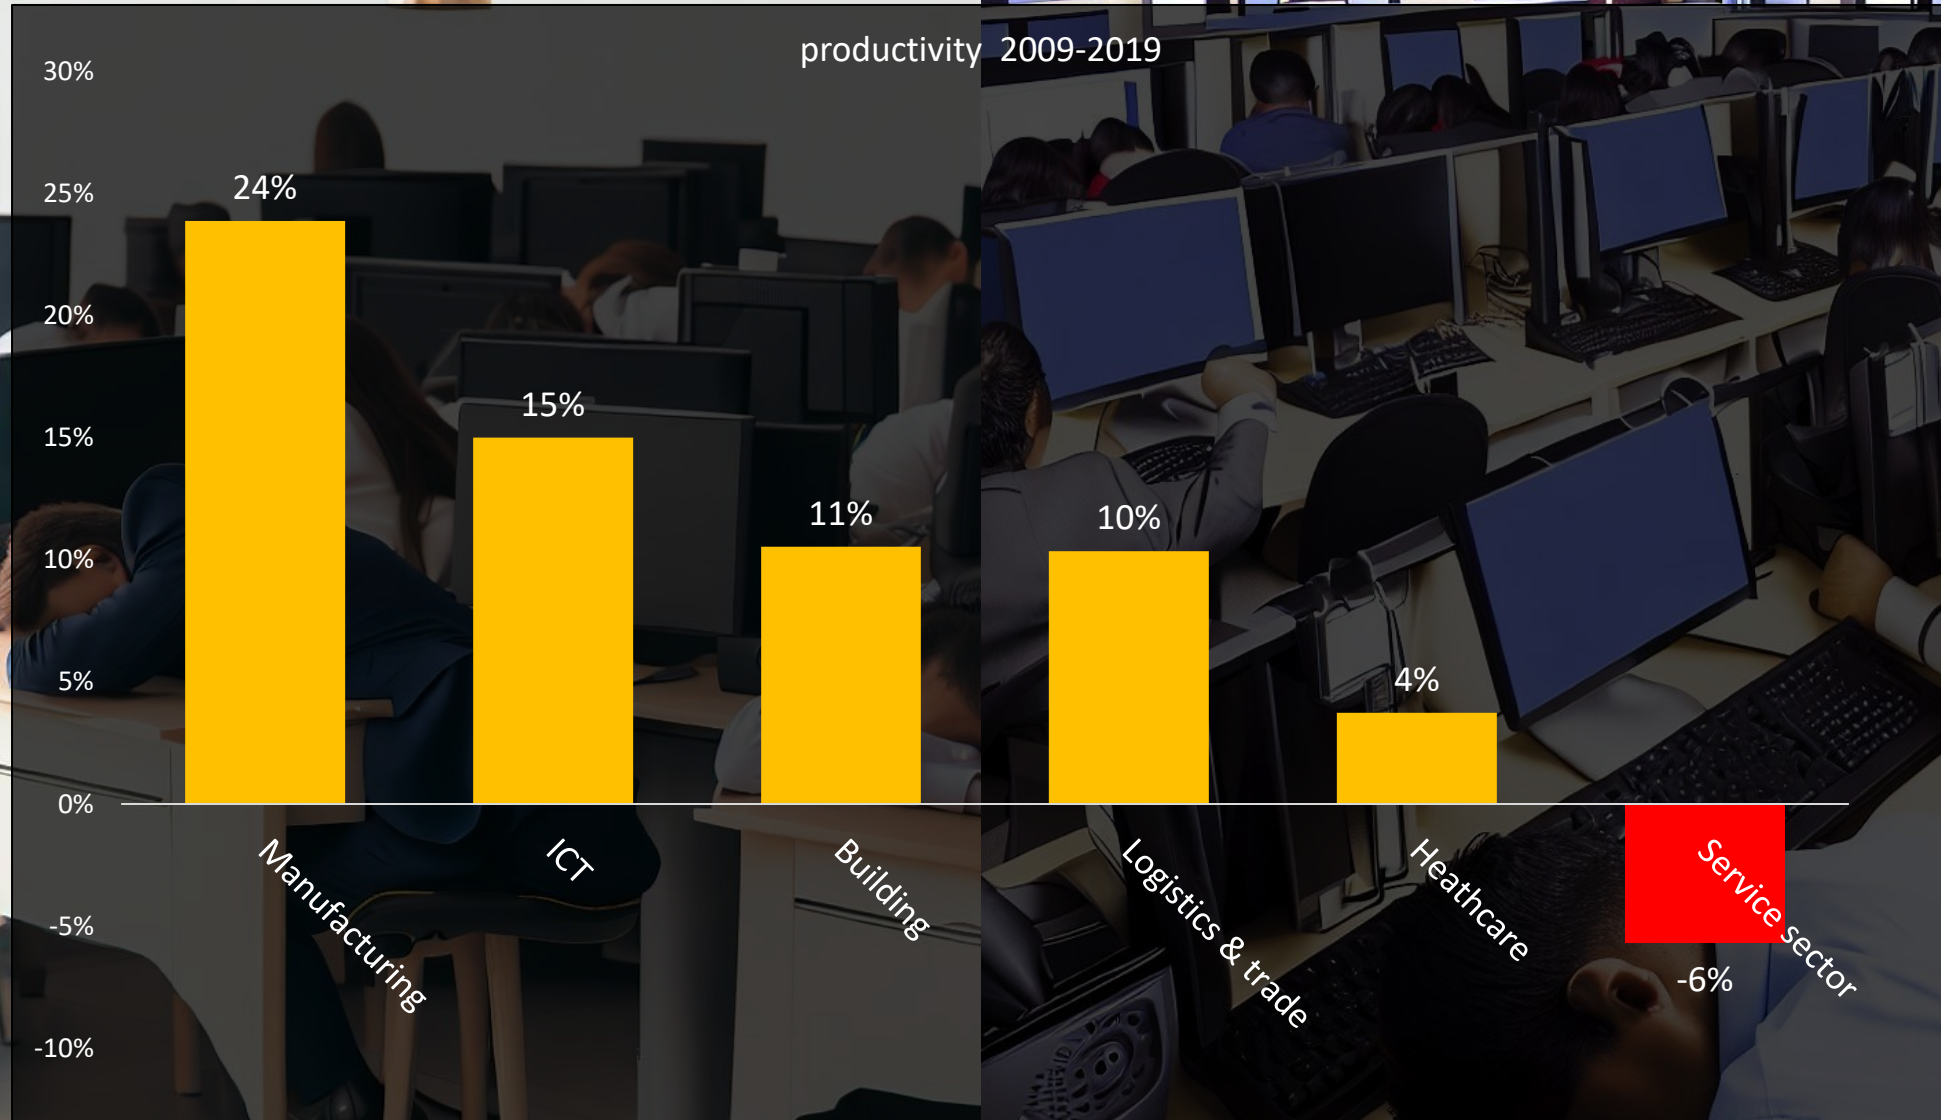 productivity 2009-2019
30%
25%
20%
15%
10%
5%
0%
-5%
-10%
24%
15%
11%
10%
4%
-6%
Manufacturing
ICT
Building
Logistics & trade
Heathcare
Service sector